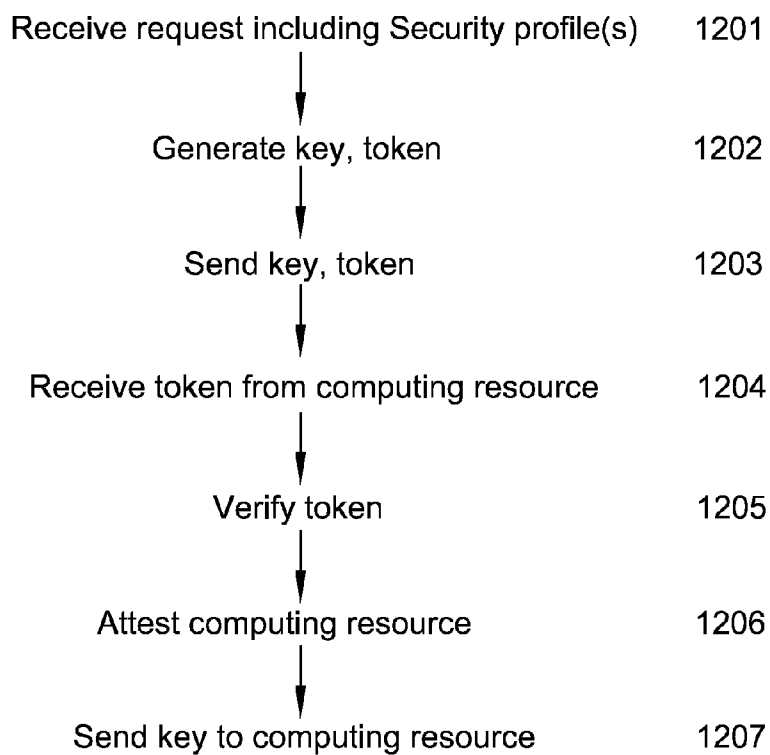 Receive request including Security profile(s) 1201
Generate key, token 1202
Send key, token 1203
Receive token from computing resource 1204
Verify token 1205
Attest computing resource 1206
Send key to computing resource 1207